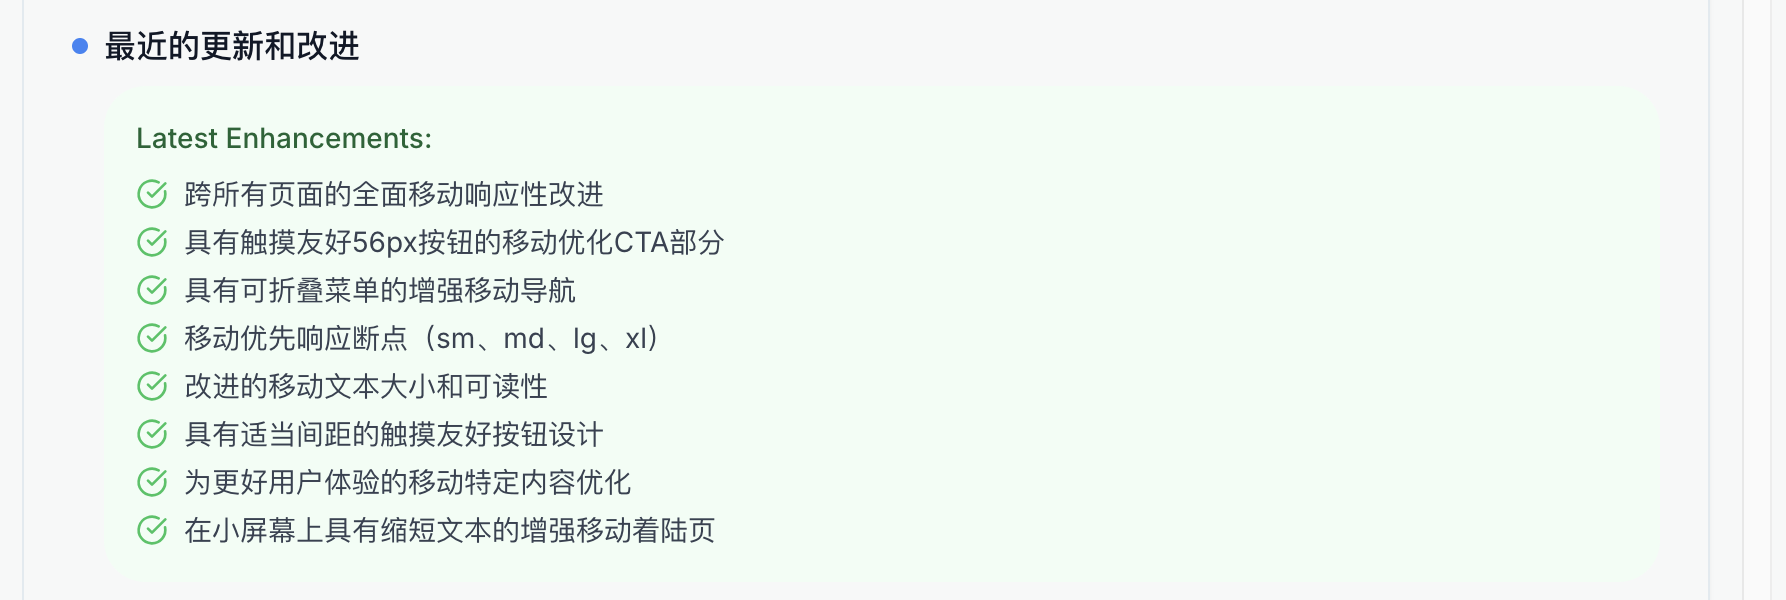 最近的更新和改进
Latest Enhancements:
跨所有页面的全面移动响应性改进
具有触摸友好56px按钮的移动优化CTA部分
具有可折叠菜单的增强移动导航
移动优先响应断点（sm、md、lg、xl）
改进的移动文本大小和可读性
具有适当间距的触摸友好按钮设计
为更好用户体验的移动特定内容优化
在小屏幕上具有缩短文本的增强移动着陆页